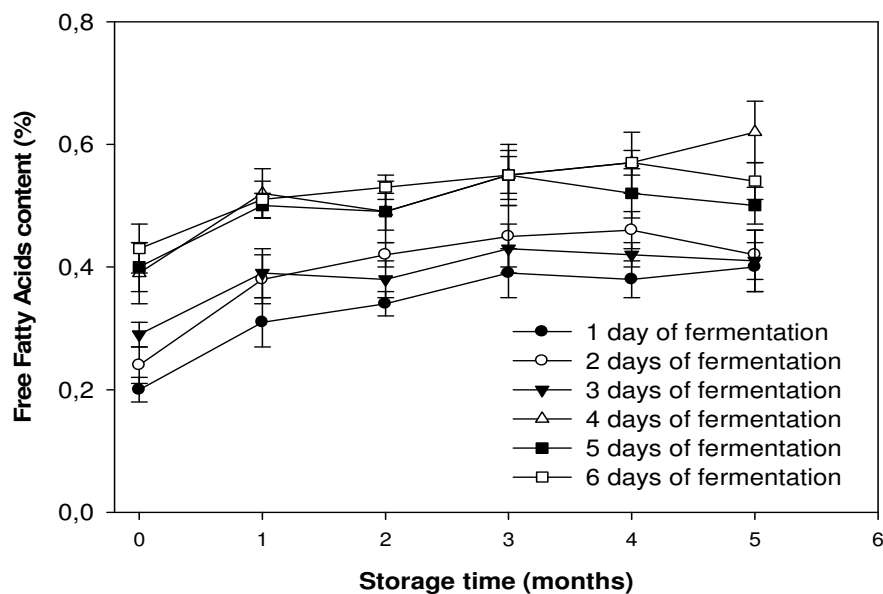 0,8
0,6
0,4
0,2
0,0
Free Fatty Acids content (%)
1 day of fermentation
2 days of fermentation
3 days of fermentation
4 days of fermentation
5 days of fermentation
6 days of fermentation
0 1 2 3 4 5 6
Storage time (months)